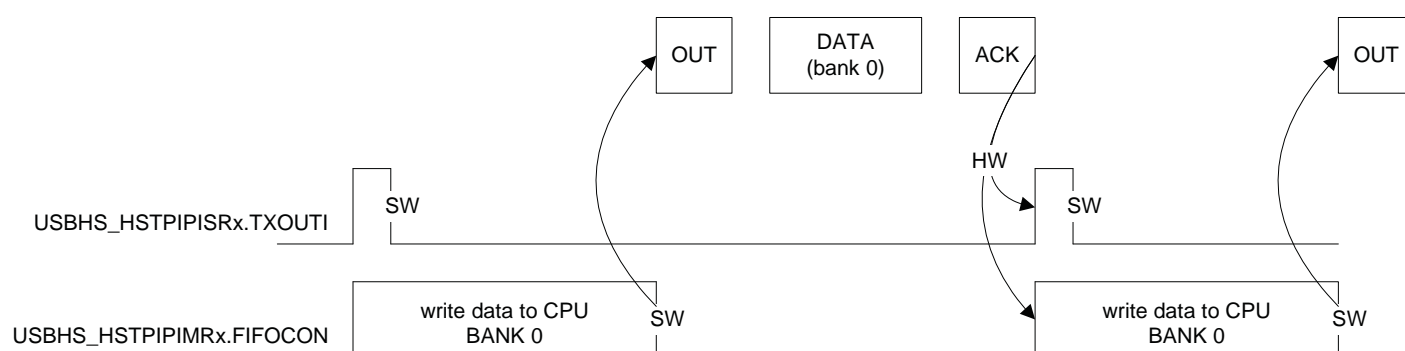 OUT
DATA
(bank 0)
ACK
OUT
HW
USBHS_HSTPIPISRx.TXOUTI
SW
SW
USBHS_HSTPIPIMRx.FIFOCON
write data to CPU
BANK 0
SW
write data to CPU
BANK 0
SW